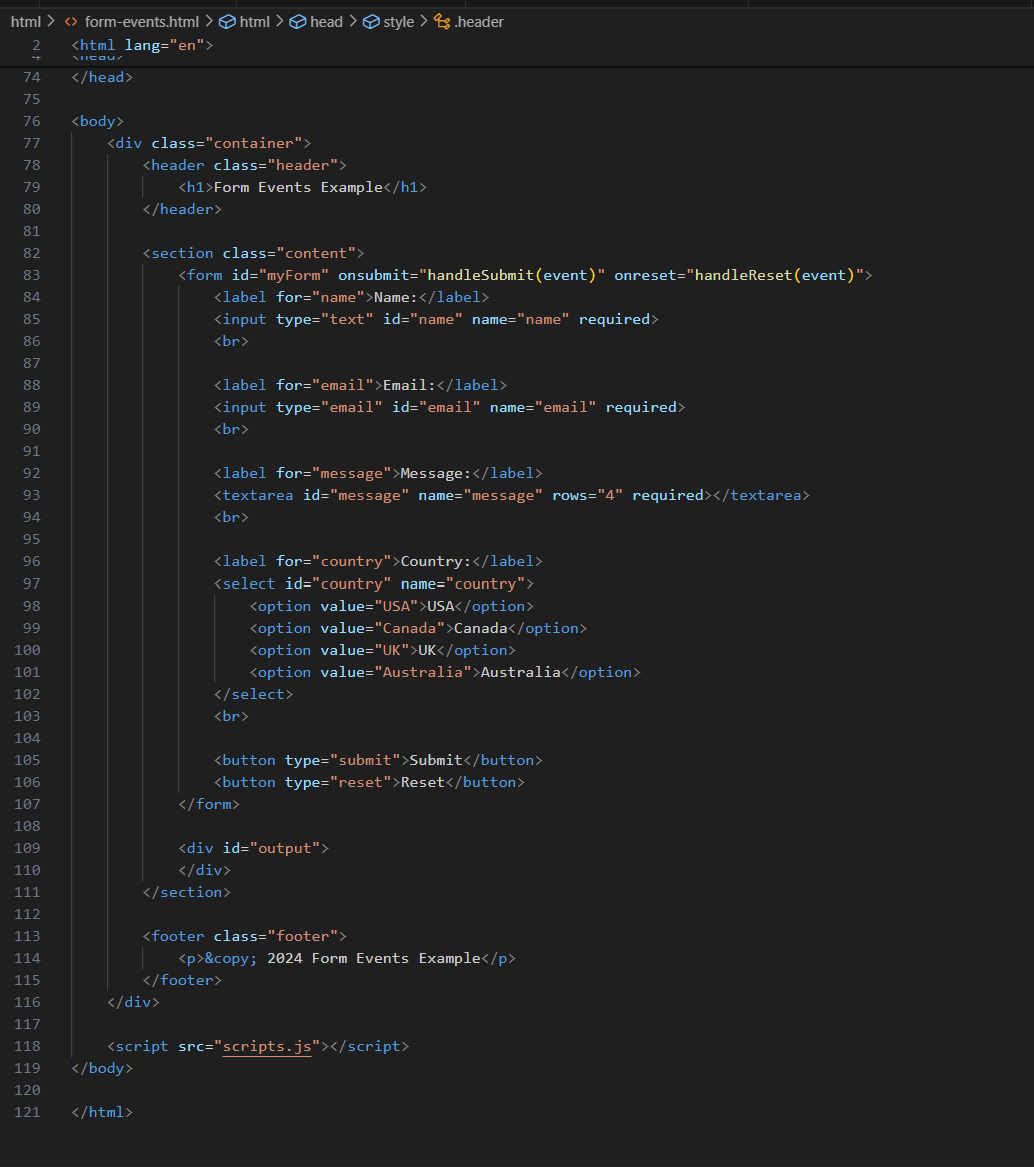 html > form-events.html > html > head > style > .header
2 <html lang="en">
4 <head>
74 </head>
75
76 <body>
77 <div class="container">
78 <header class="header">
79 <h1>Form Events Example</h1>
80 </header>
81
82 <section class="content">
83 <form id="myForm" onsubmit="handleSubmit(event)" onreset="handleReset(event)">
84 <label for="name">Name:</label>
85 <input type="text" id="name" name="name" required>
86 <br>
87
88 <label for="email">Email:</label>
89 <input type="email" id="email" name="email" required>
90 <br>
91
92 <label for="message">Message:</label>
93 <textarea id="message" name="message" rows="4" required></textarea>
94 <br>
95
96 <label for="country">Country:</label>
97 <select id="country" name="country">
98 <option value="USA">USA</option>
99 <option value="Canada">Canada</option>
100 <option value="UK">UK</option>
101 <option value="Australia">Australia</option>
102 </select>
103 <br>
104
105 <button type="submit">Submit</button>
106 <button type="reset">Reset</button>
107 </form>
108
109 <div id="output">
110 </div>
111 </section>
112
113 <footer class="footer">
114 <p>&copy; 2024 Form Events Example</p>
115 </footer>
116 </div>
117
118 <script src="scripts.js"></script>
119 </body>
120
121 </html>